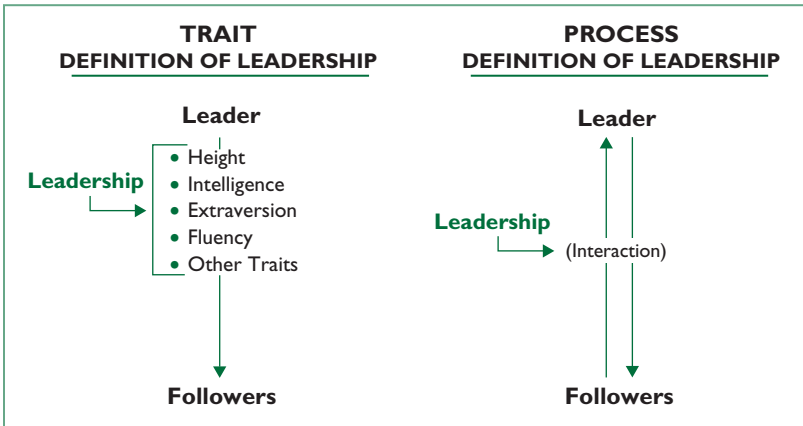 TRAIT
DEFINITION OF LEADERSHIP
Leader
Leadership
• Height
• Intelligence
• Extraversion
• Fluency
• Other Traits
Followers
PROCESS
DEFINITION OF LEADERSHIP
Leader
Leadership
(Interaction)
Followers